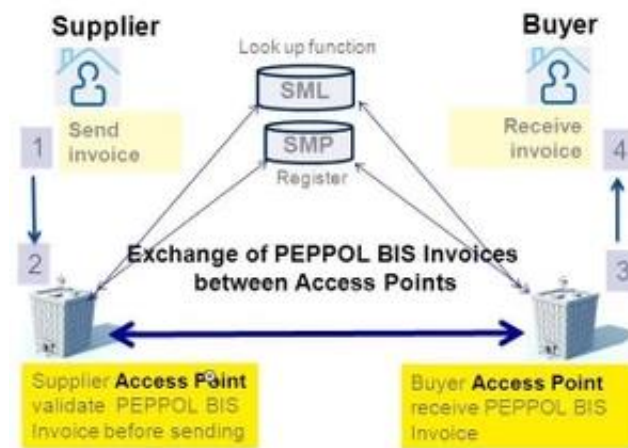 Supplier
Buyer
Look up function
SML
SMP
Register
1
Send
invoice
Receive
invoice
4
2
3
Exchange of PEPPOL BIS Invoices
between Access Points
Supplier Access Point
validate PEPPOL BIS
Invoice before sending
Buyer Access Point
receive PEPPOL BIS
Invoice